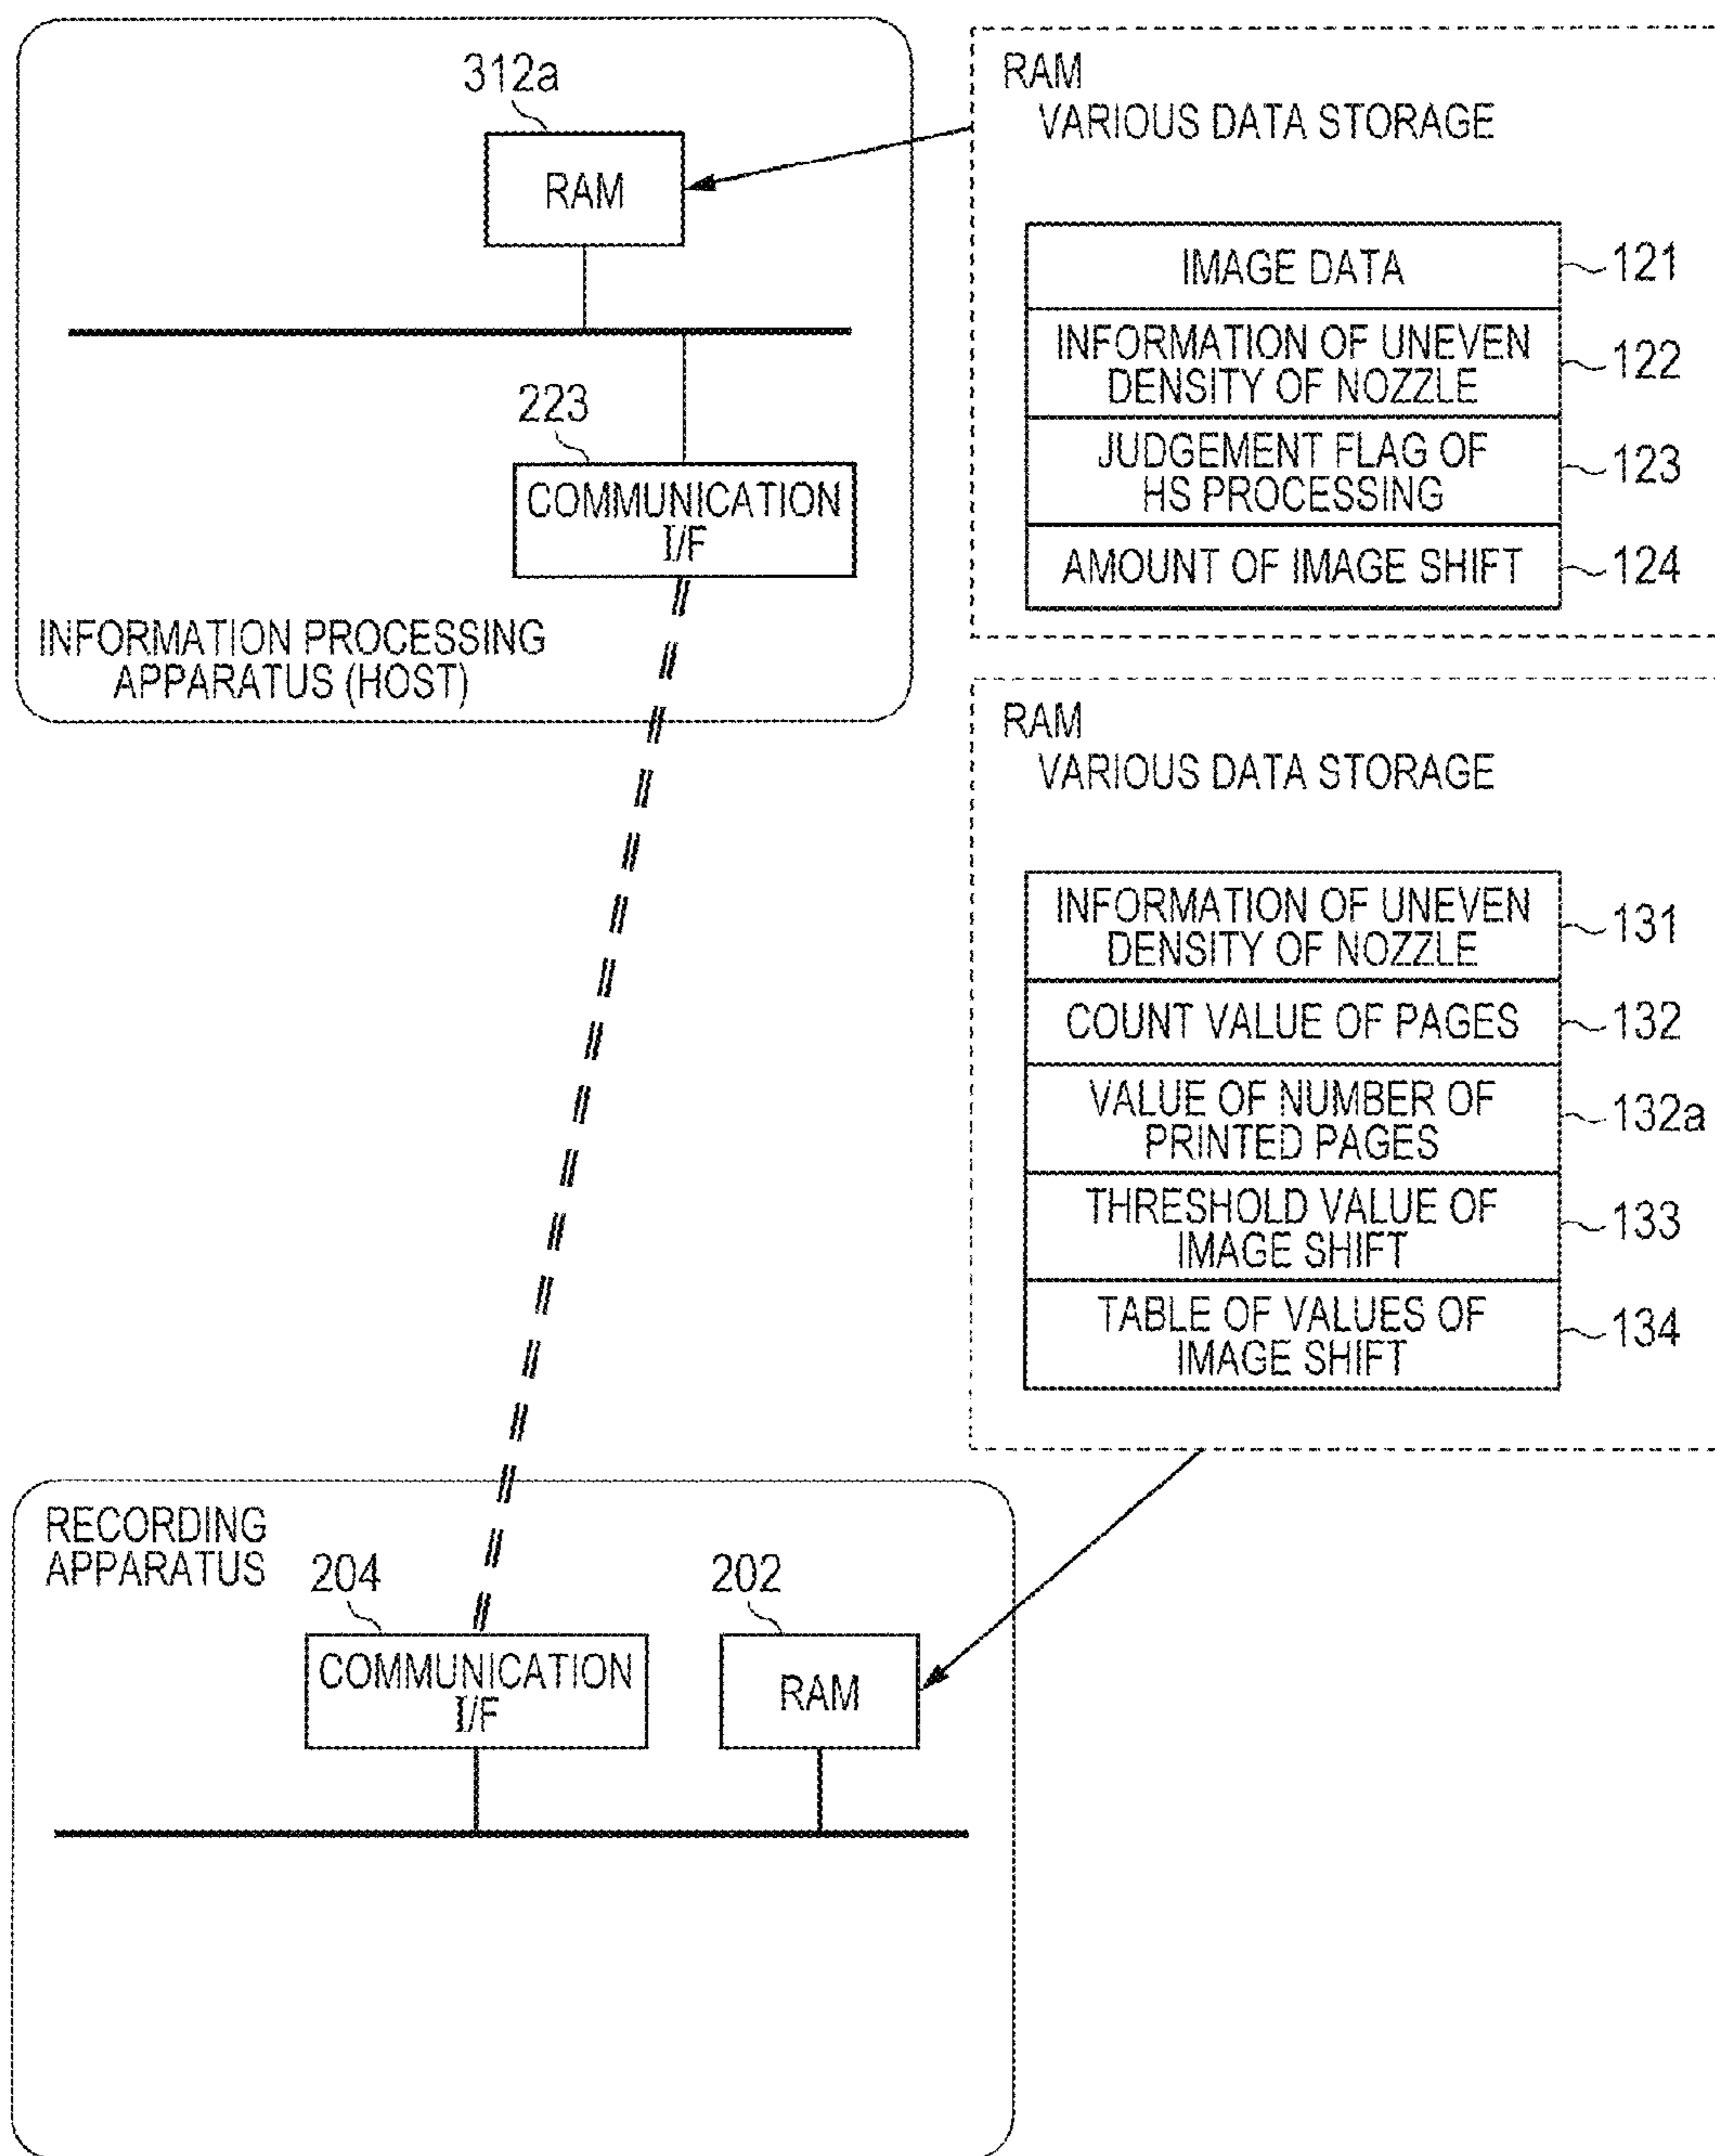 312a
RAM
223
COMMUNICATION
I/F
INFORMATION PROCESSING
APPARATUS (HOST)
RAM
VARIOUS DATA STORAGE
IMAGE DATA
121
INFORMATION OF UNEVEN
DENSITY OF NOZZLE
122
JUDGEMENT FLAG OF
HS PROCESSING
123
AMOUNT OF IMAGE SHIFT
124
RAM
VARIOUS DATA STORAGE
INFORMATION OF UNEVEN
DENSITY OF NOZZLE
131
COUNT VALUE OF PAGES
132
VALUE OF NUMBER OF
PRINTED PAGES
132a
THRESHOLD VALUE OF
IMAGE SHIFT
133
TABLE OF VALUES OF
IMAGE SHIFT
134
RECORDING
APPARATUS
204
COMMUNICATION
I/F
202
RAM